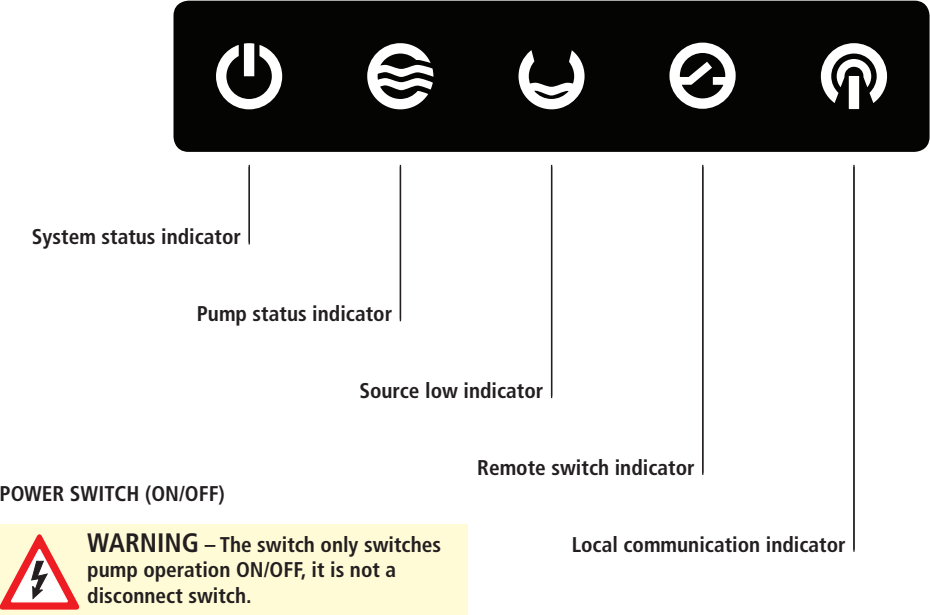 System status indicator
Pump status indicator
Source low indicator
Remote switch indicator
POWER SWITCH (ON/OFF)
WARNING – The switch only switches
pump operation ON/OFF, it is not a
disconnect switch.
Local communication indicator